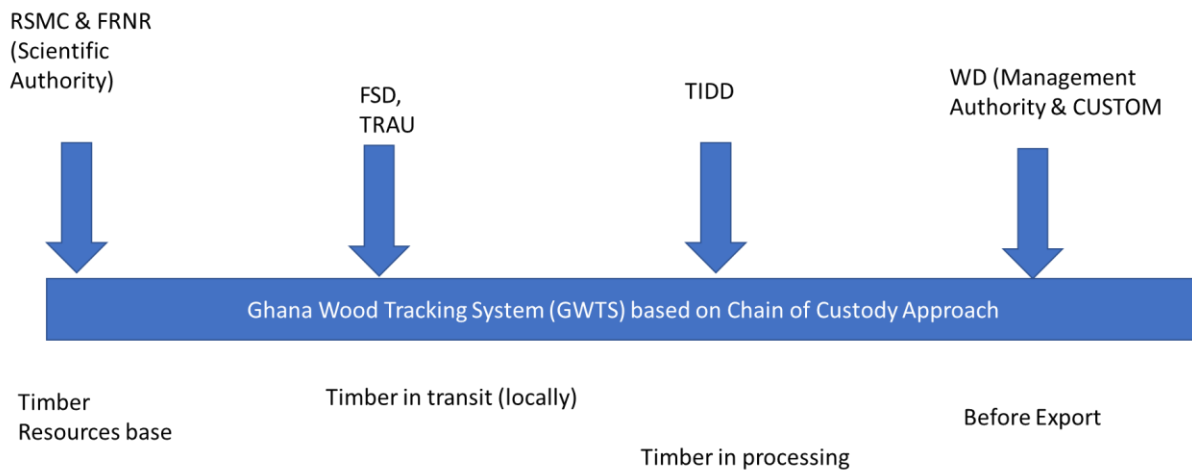 RSMC & FRNR
(Scientific
Authority)
FSD,
TRAU
TIDD
WD (Management
Authority & CUSTOM
Ghana Wood Tracking System (GWTS) based on Chain of Custody Approach
Timber
Resources base
Timber in transit (locally)
Timber in processing
Before Export